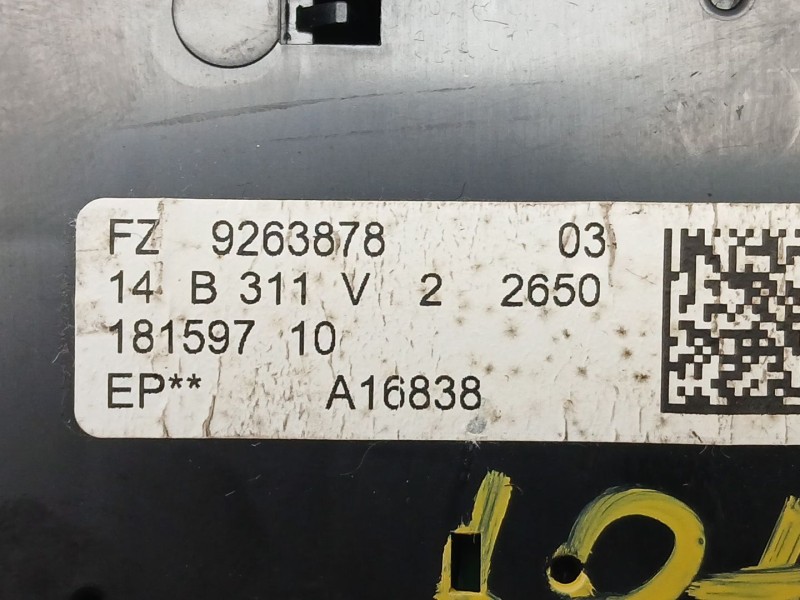 FZ 9263878 03
14 B 311 V 2 2650
181597 10
EP** A16838